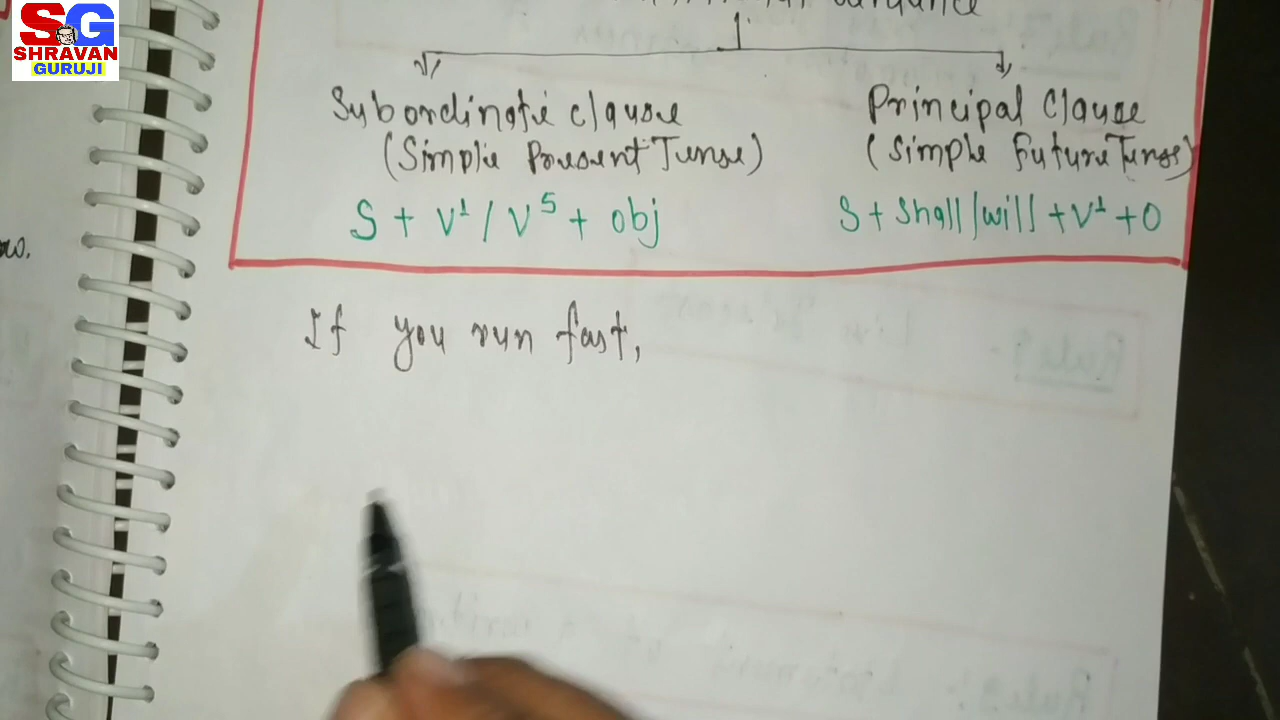 SG
SHRAVAN
GURUJI
Subordinate Clause
(Simple Present Tense)
S + V¹ / V⁵ + obj
Principal Clause
(Simple Future Tense)
S + shall/will + V¹ + O
If you run fast,